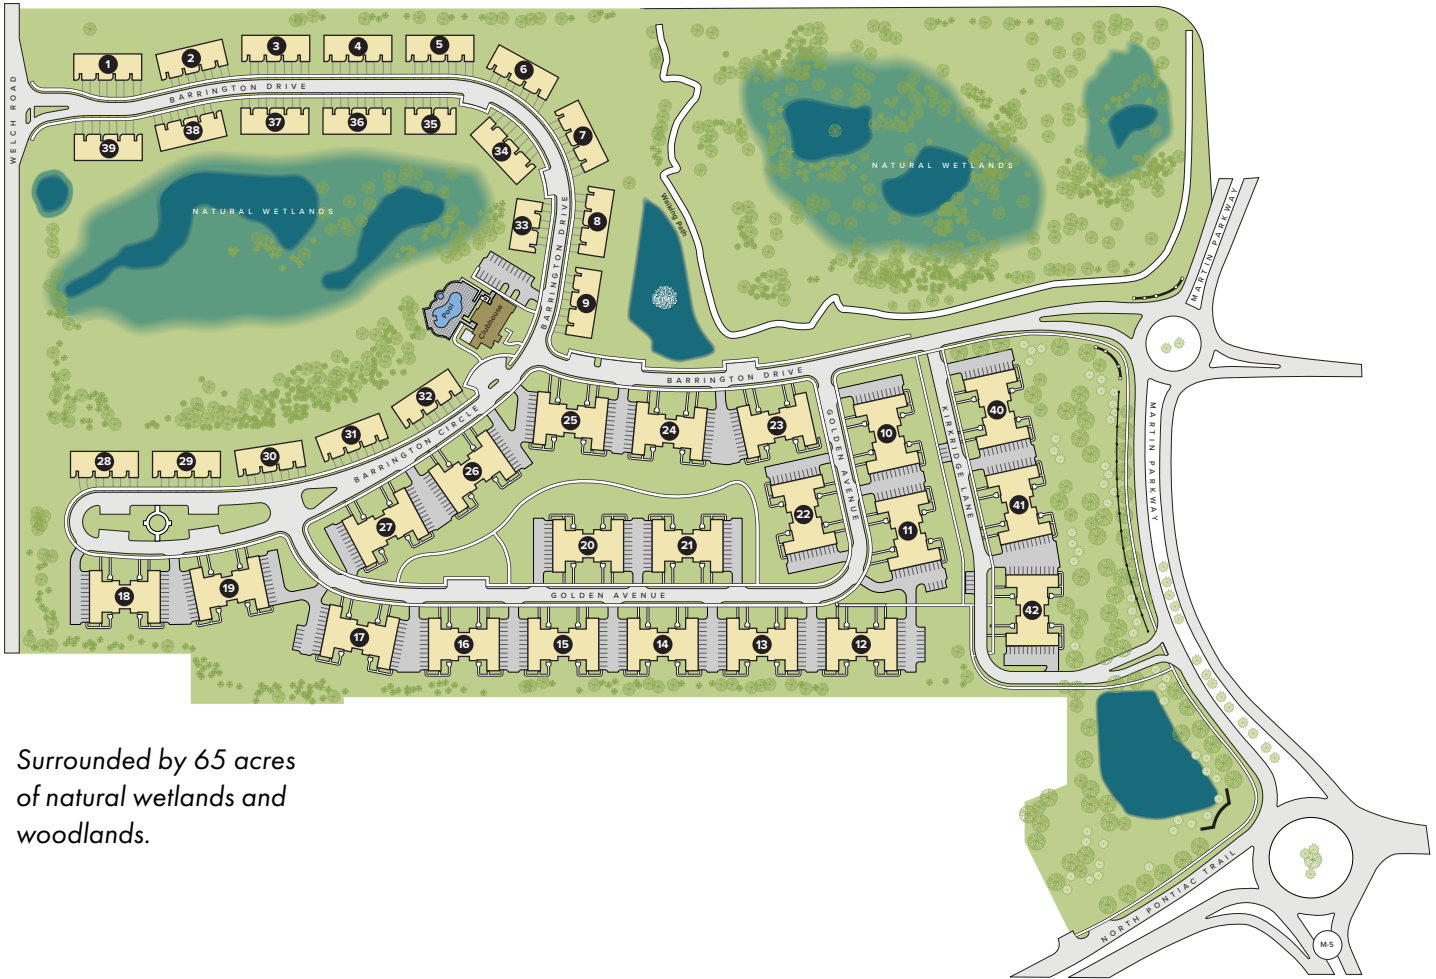 WELCH ROAD
1
2
3
4
5
6
BARRINGTON DRIVE
39
38
37
36
35
34
7
NATURAL WETLANDS
NATURAL WETLANDS
33
8
9
BARRINGTON DRIVE
BARRINGTON DRIVE
Walking Path
MARTIN PARKWAY
Pool
Clubhouse
BARRINGTON DRIVE
32
31
30
29
28
BARRINGTON CIRCLE
25
24
23
GOLDEN AVENUE
10
KIRKRIDGE LANE
40
MARTIN PARKWAY
26
27
22
11
41
20
21
18
19
GOLDEN AVENUE
42
17
16
15
14
13
12
Surrounded by 65 acres
of natural wetlands and
woodlands.
NORTH PONTIAC TRAIL
M-5